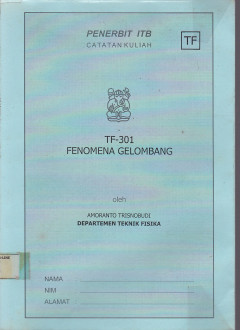 PENERBIT ITB
CATATAN KULIAH
TF
TF-301
FENOMENA GELOMBANG
oleh
AMORANTO TRISNOBUDI
DEPARTEMEN TEKNIK FISIKA
NAMA
NIM
ALAMAT